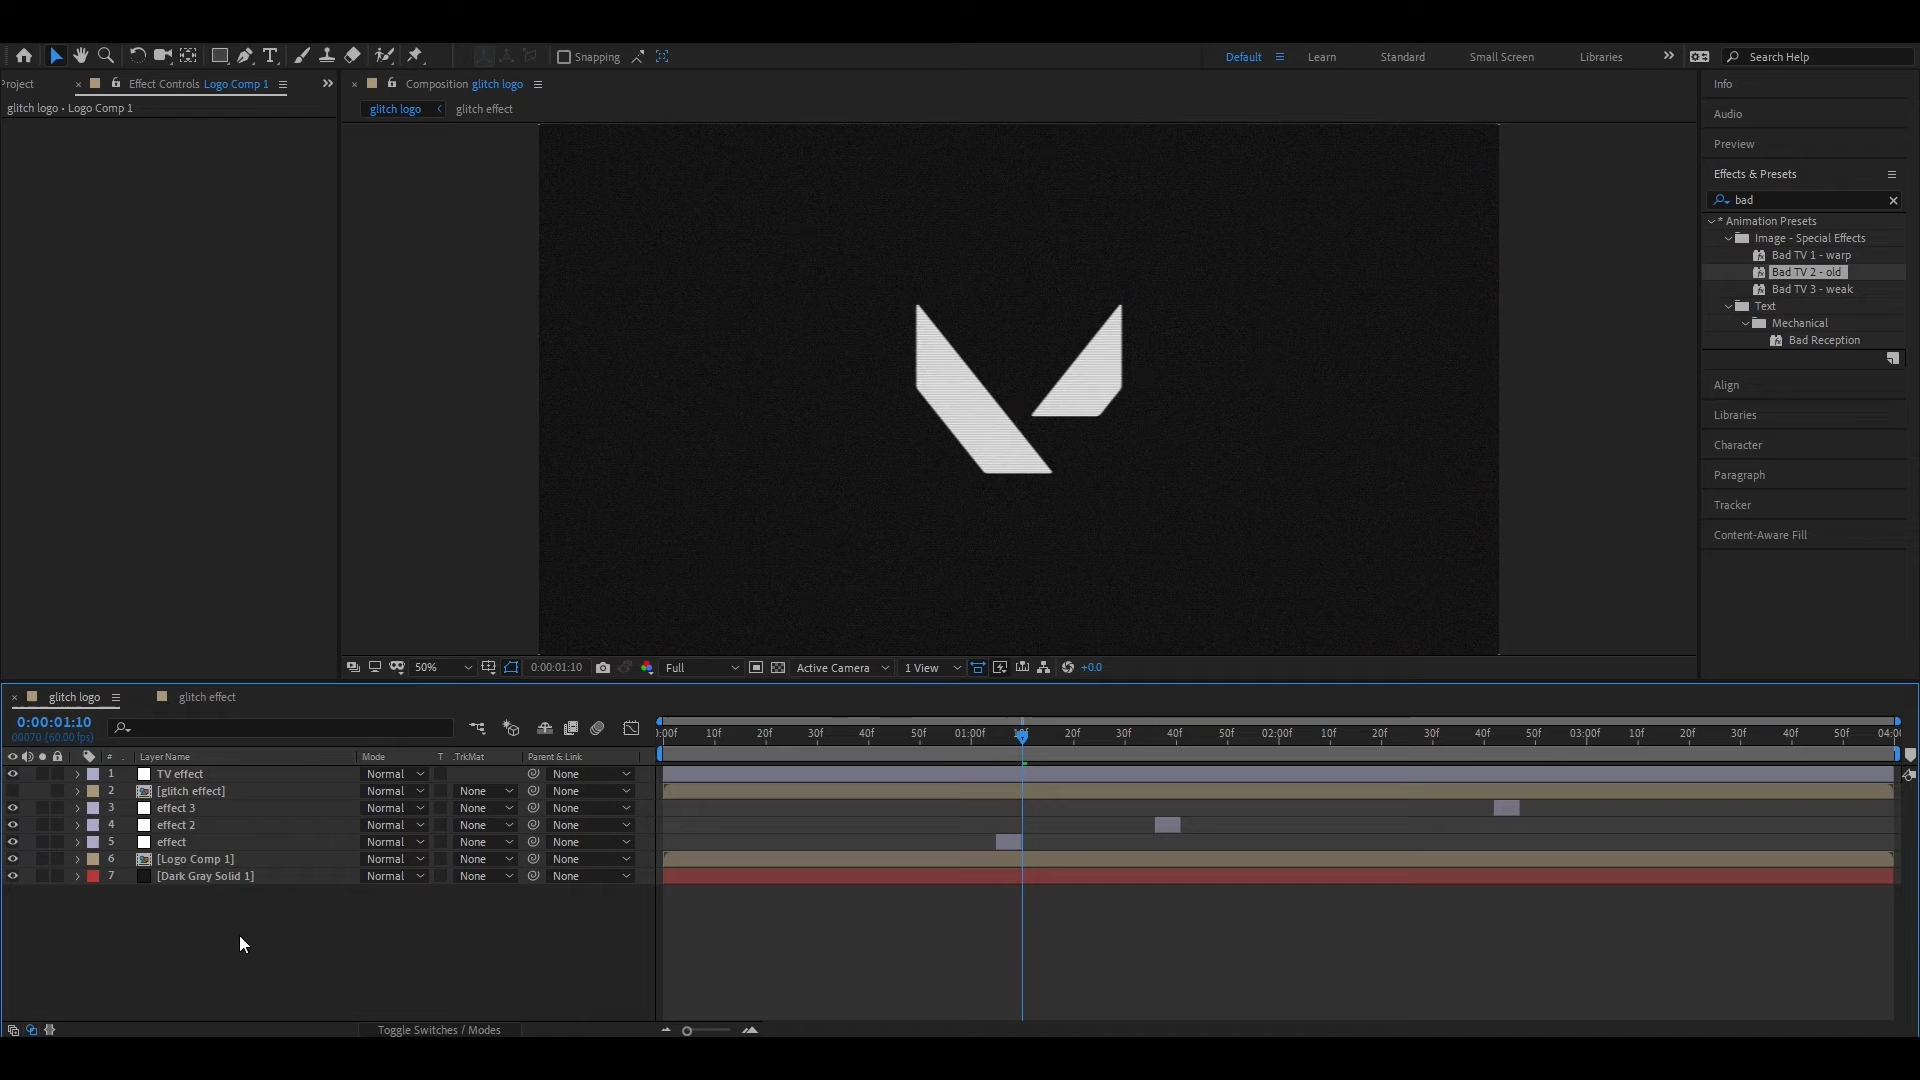 Snapping
Default
Learn
Standard
Small Screen
Libraries
Search Help
Project
Effect Controls Logo Comp 1
Composition glitch logo
Info
glitch logo • Logo Comp 1
glitch logo
glitch effect
Audio
Preview
Effects & Presets
bad
* Animation Presets
Image - Special Effects
Bad TV 1 - warp
Bad TV 2 - old
Bad TV 3 - weak
Text
Mechanical
Bad Reception
Align
Libraries
Character
Paragraph
Tracker
Content-Aware Fill
50%
0:00:01:10
Full
Active Camera
1 View
+0.0
glitch logo
glitch effect
0:00:01:10
00070 (60.00 fps)
):00f 10f 20f 30f 40f 50f 01:00f 10f 20f 30f 40f 50f 02:00f 10f 20f 30f 40f 50f 03:00f 10f 20f 30f 40f 50f 04:0
# . Layer Name Mode T .TrkMat Parent & Link
1 TV effect Normal None
2 [glitch effect] Normal None None
3 effect 3 Normal None None
4 effect 2 Normal None None
5 effect Normal None None
6 [Logo Comp 1] Normal None None
7 [Dark Gray Solid 1] Normal None None
Toggle Switches / Modes